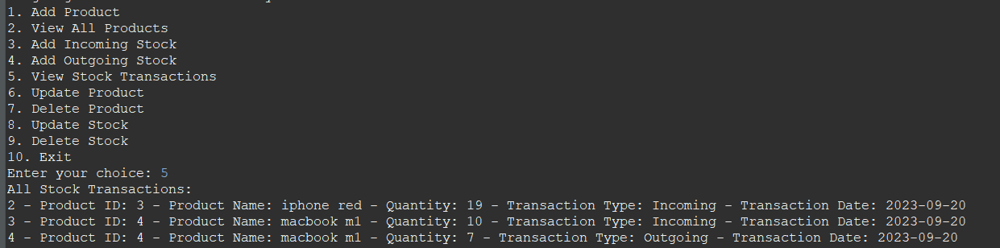 1. Add Product
2. View All Products
3. Add Incoming Stock
4. Add Outgoing Stock
5. View Stock Transactions
6. Update Product
7. Delete Product
8. Update Stock
9. Delete Stock
10. Exit
Enter your choice: 5
All Stock Transactions:
2 - Product ID: 3 - Product Name: iphone red - Quantity: 19 - Transaction Type: Incoming - Transaction Date: 2023-09-20
3 - Product ID: 4 - Product Name: macbook m1 - Quantity: 10 - Transaction Type: Incoming - Transaction Date: 2023-09-20
4 - Product ID: 4 - Product Name: macbook m1 - Quantity: 7 - Transaction Type: Outgoing - Transaction Date: 2023-09-20